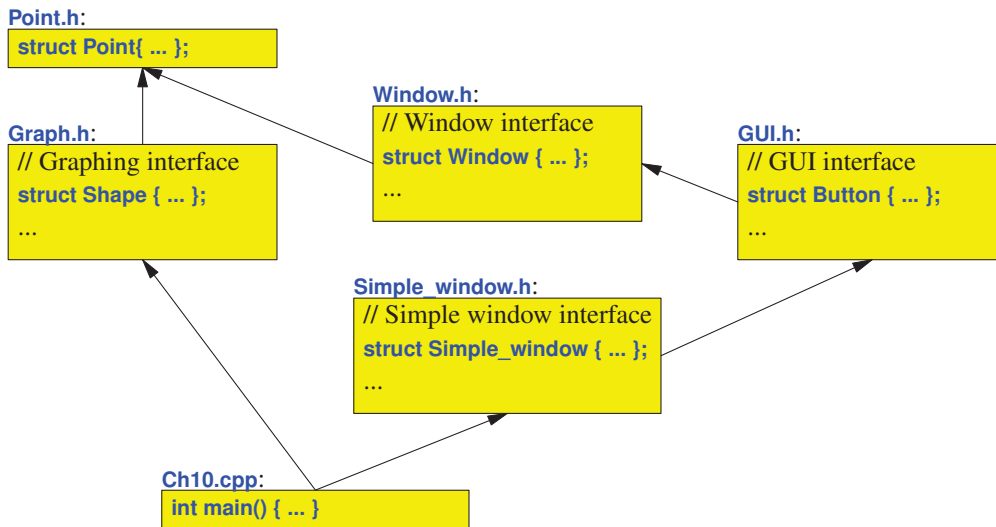 Point.h:
struct Point{ ... };
Window.h:
// Window interface
struct Window { ... };
...
Graph.h:
// Graphing interface
struct Shape { ... };
...
GUI.h:
// GUI interface
struct Button { ... };
...
Simple_window.h:
// Simple window interface
struct Simple_window { ... };
...
Ch10.cpp:
int main() { ... }